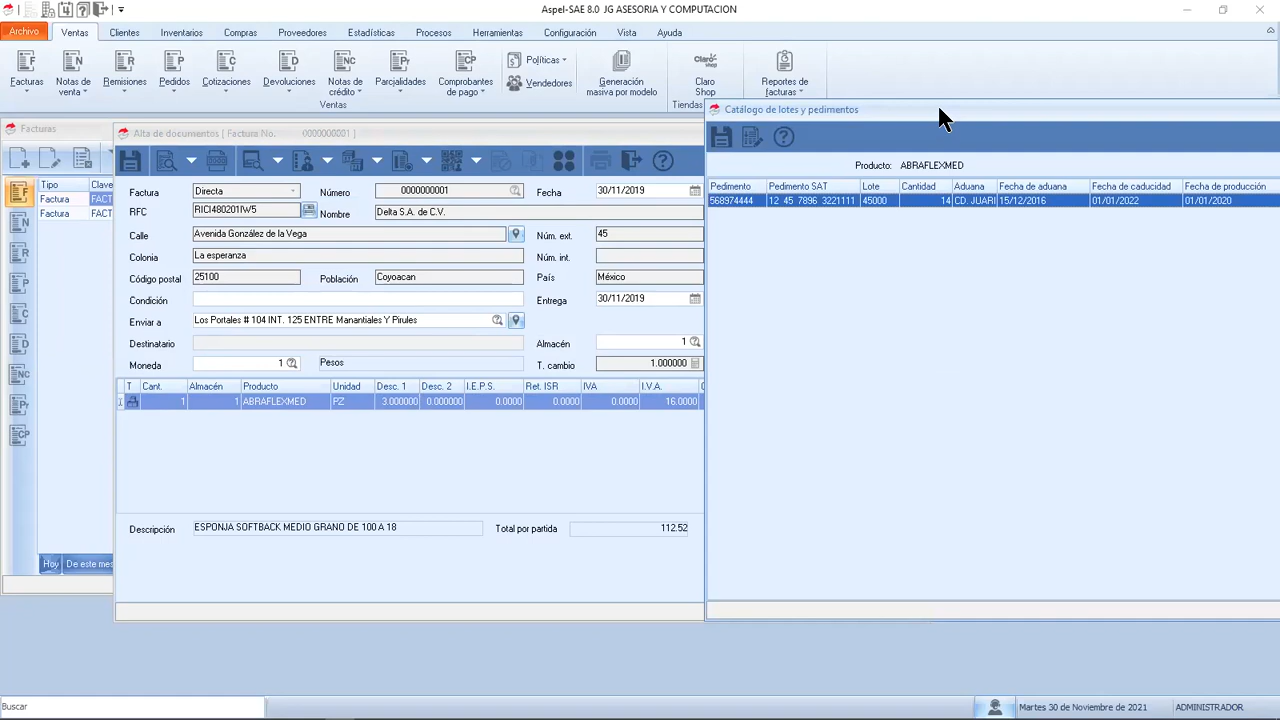 Aspel-SAE 8.0 JG ASESORIA Y COMPUTACION
Archivo Ventas Clientes Inventarios Compras Proveedores Estadísticas Procesos Herramientas Configuración Vista Ayuda
Facturas
Notas de venta
Remisiones
Pedidos
Cotizaciones
Devoluciones
Notas de crédito
Parcialidades
Comprobantes de pago
Políticas
Vendedores
Generación masiva por modelo
Claro Shop
Reportes de facturas
Ventas
Tiendas
Facturas
Tipo Clave
Factura FACT
Factura FACT
Hoy De este mes
Alta de documentos [ Factura No. 0000000001 ]
Factura Directa Número 0000000001 Fecha 30/11/2019
RFC RICI480201IW5 Nombre Delta S.A. de C.V.
Calle Avenida González de la Vega Núm. ext. 45
Colonia La esperanza Núm. int.
Código postal 25100 Población Coyoacan País México
Condición Entrega 30/11/2019
Enviar a Los Portales # 104 INT. 125 ENTRE Manantiales Y Pirules
Destinatario Almacén 1
Moneda 1 Pesos T. cambio 1.000000
T Cant. Almacén Producto Unidad Desc. 1 Desc. 2 I.E.P.S. Ret. ISR IVA I.V.A.
1 1 ABRAFLEXMED PZ 3.000000 0.000000 0.0000 0.0000 0.0000 16.0000
Descripción ESPONJA SOFTBACK MEDIO GRANO DE 100 A 18 Total por partida 112.52
Catálogo de lotes y pedimentos
Producto: ABRAFLEXMED
Pedimento Pedimento SAT Lote Cantidad Aduana Fecha de aduana Fecha de caducidad Fecha de producción
568974444 12 45 7896 3221111 45000 14 CD. JUARI 15/12/2016 01/01/2022 01/01/2020
Buscar
Martes 30 de Noviembre de 2021 ADMINISTRADOR